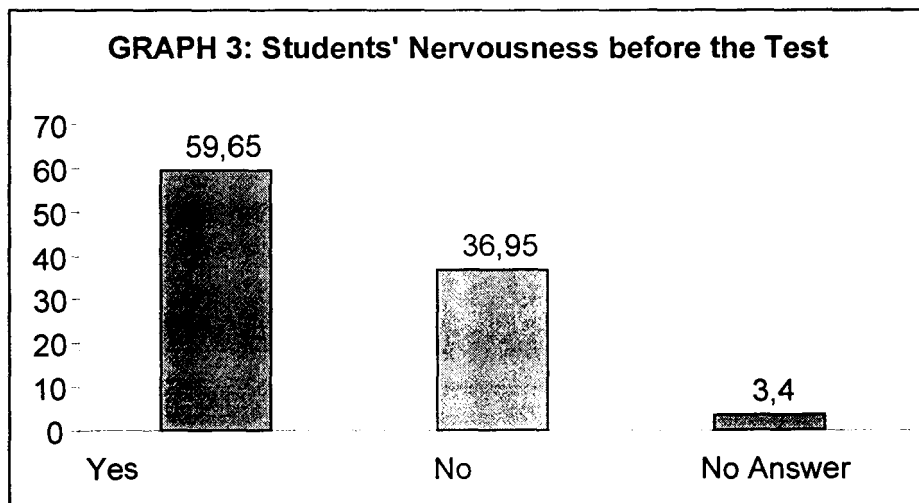 GRAPH 3: Students' Nervousness before the Test
70
60
50
40
30
20
10
0
59,65
36,95
3,4
Yes
No
No Answer